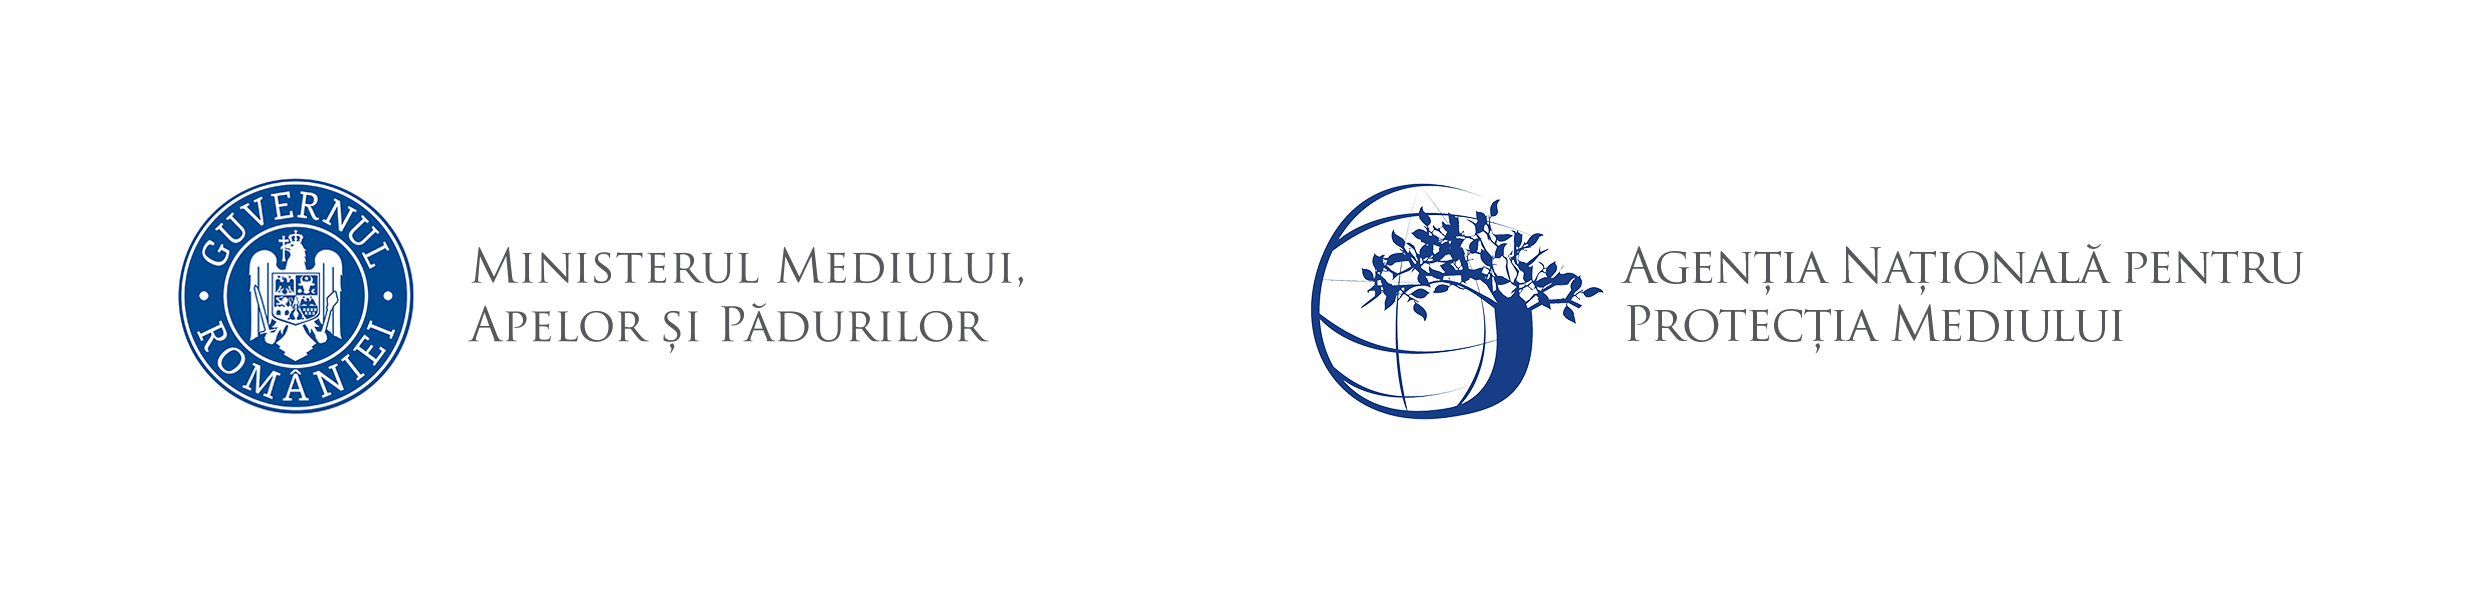 GUVERNUL
ROMÂNIEI
MINISTERUL MEDIULUI,
APELOR ȘI PĂDURILOR
AGENȚIA NAȚIONALĂ PENTRU
PROTECȚIA MEDIULUI